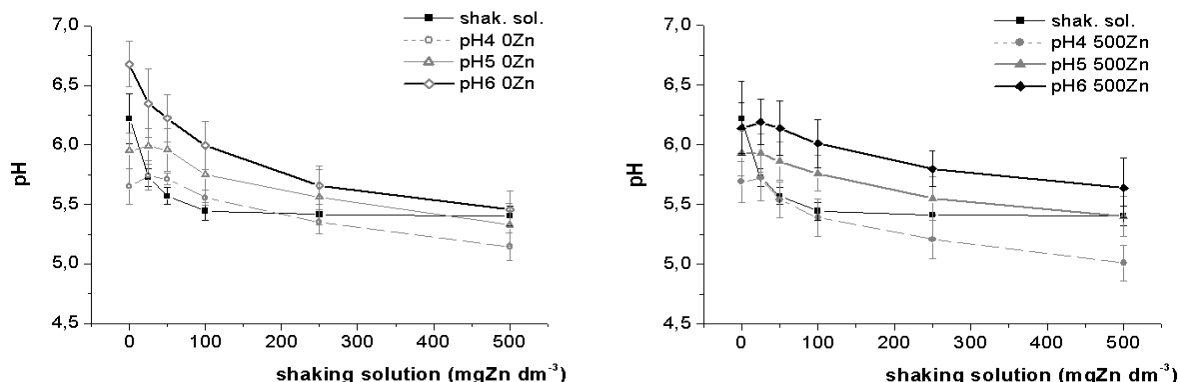 7,0
6,5
6,0
5,5
5,0
4,5
pH
shak. sol.
pH4 0Zn
pH5 0Zn
pH6 0Zn
0 100 200 300 400 500
shaking solution (mgZn dm-3)
7,0
6,5
6,0
5,5
5,0
4,5
pH
shak. sol.
pH4 500Zn
pH5 500Zn
pH6 500Zn
0 100 200 300 400 500
shaking solution (mgZn dm-3)